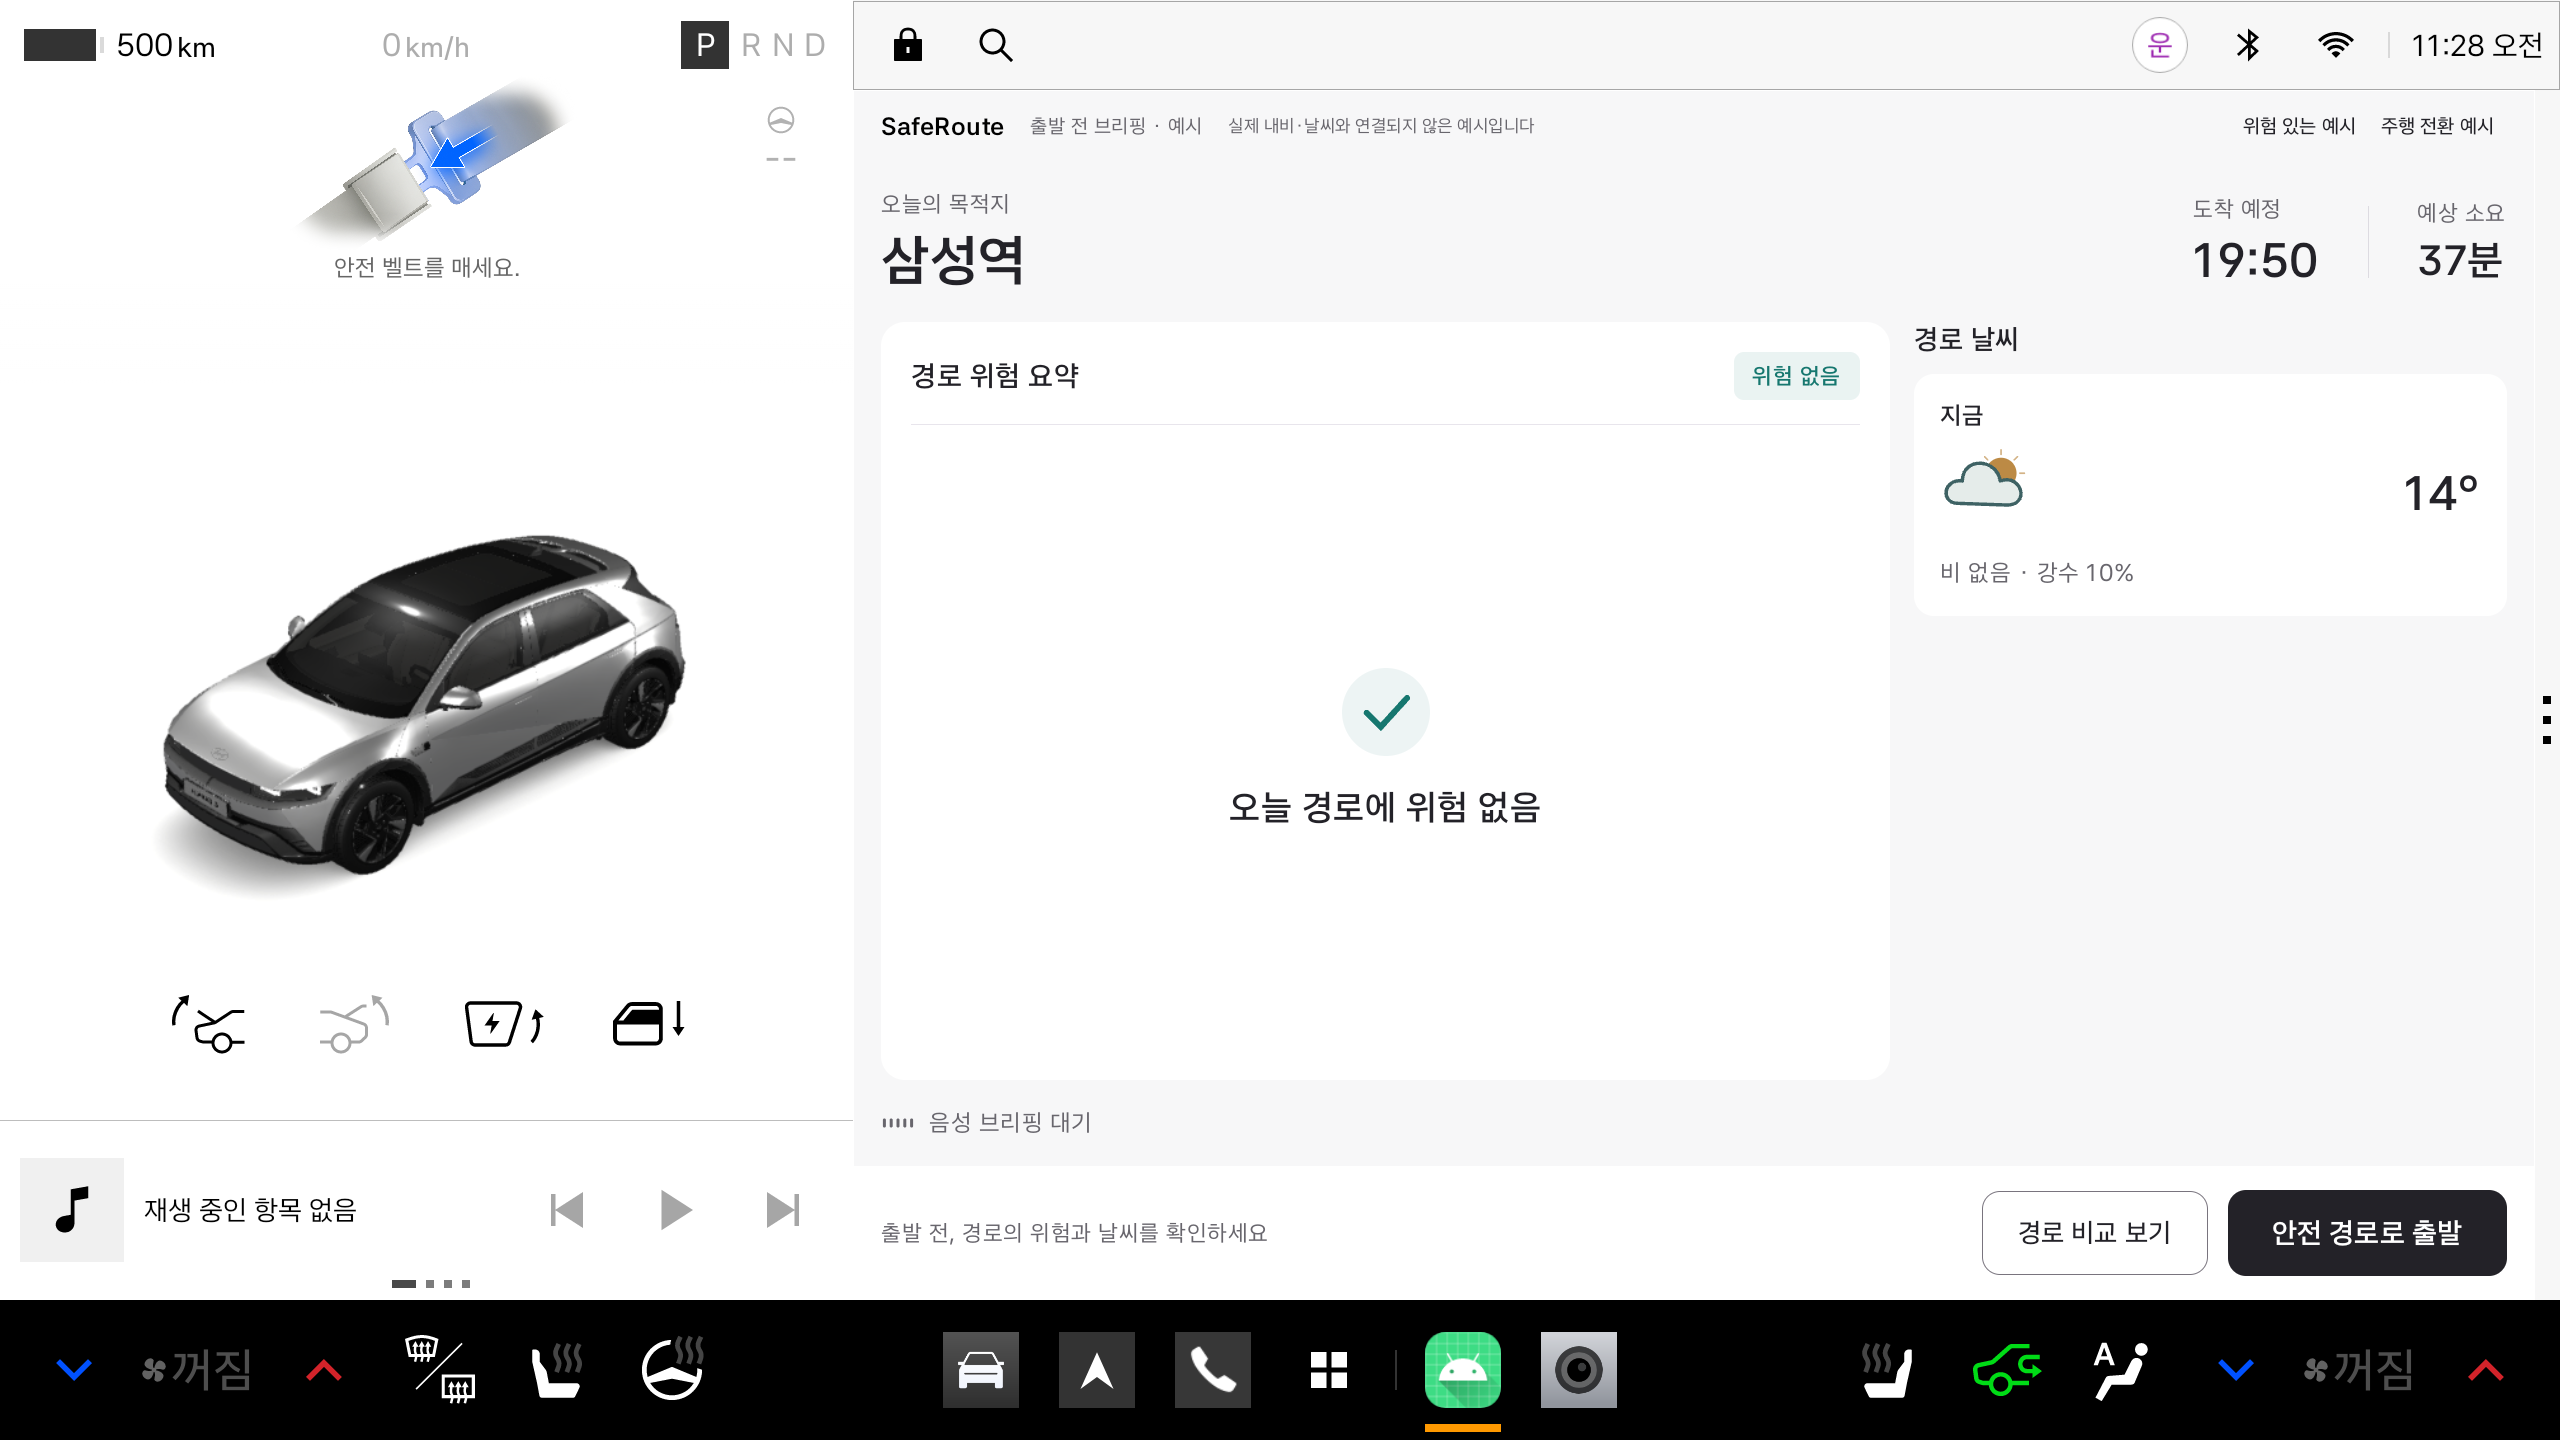 500 km
0 km/h
P R N D
11:28 오전
운
안전 벨트를 매세요.
재생 중인 항목 없음
SafeRoute 출발 전 브리핑 · 예시 실제 내비·날씨와 연결되지 않은 예시입니다
위험 있는 예시 주행 전환 예시
오늘의 목적지
삼성역
도착 예정
19:50
예상 소요
37분
경로 위험 요약
위험 없음
오늘 경로에 위험 없음
경로 날씨
지금
14°
비 없음 · 강수 10%
음성 브리핑 대기
출발 전, 경로의 위험과 날씨를 확인하세요
경로 비교 보기
안전 경로로 출발
꺼짐
A
꺼짐